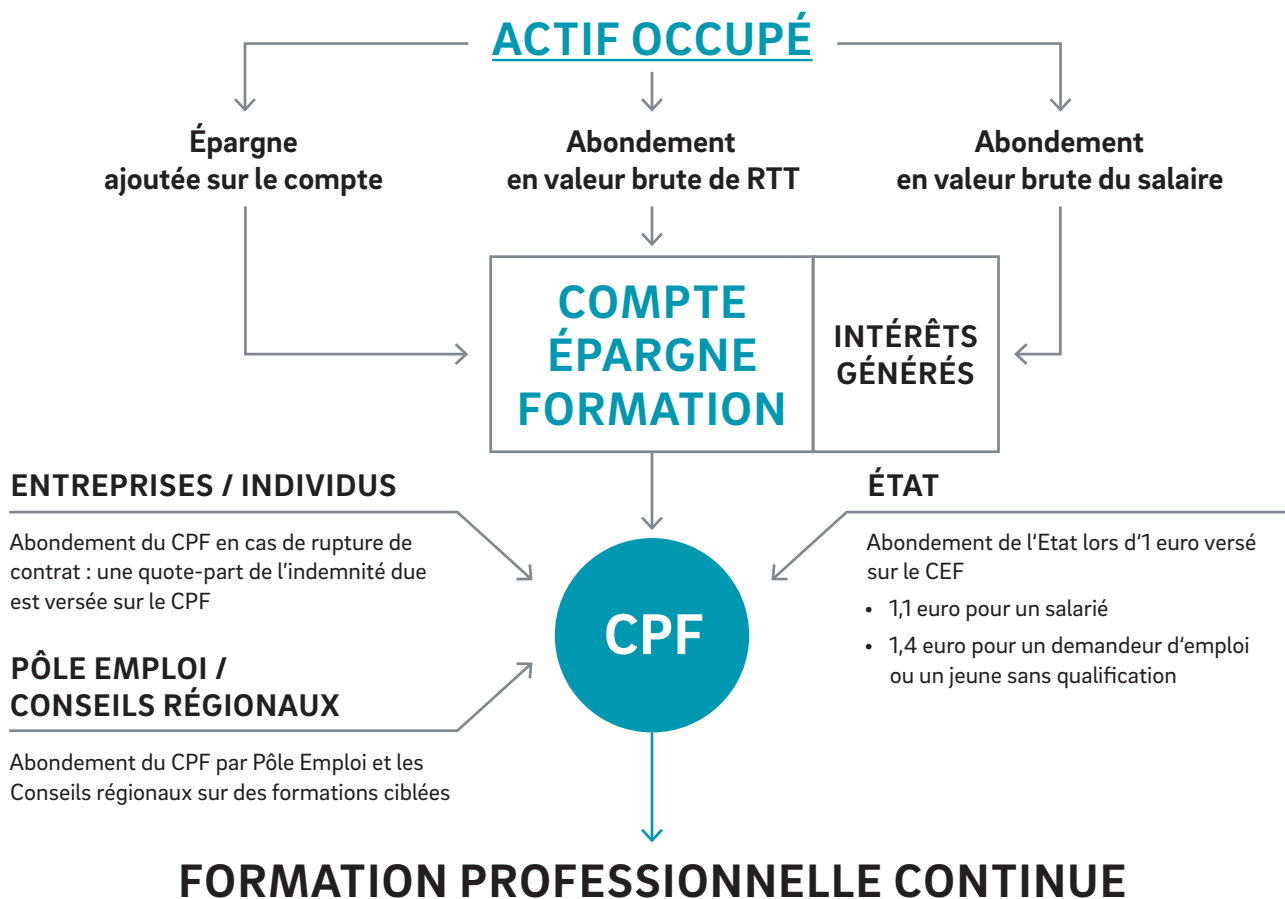 ACTIF OCCUPÉ
Épargne
ajoutée sur le compte
Abondement
en valeur brute de RTT
Abondement
en valeur brute du salaire
COMPTE
ÉPARGNE
FORMATION
INTÉRÊTS
GÉNÉRÉS
ENTREPRISES / INDIVIDUS
Abondement du CPF en cas de rupture de
contrat : une quote-part de l'indemnité due
est versée sur le CPF
PÔLE EMPLOI /
CONSEILS RÉGIONAUX
Abondement du CPF par Pôle Emploi et les
Conseils régionaux sur des formations ciblées
CPF
ÉTAT
Abondement de l'Etat lors d'1 euro versé
sur le CEF
• 1,1 euro pour un salarié
• 1,4 euro pour un demandeur d'emploi
ou un jeune sans qualification
FORMATION PROFESSIONNELLE CONTINUE